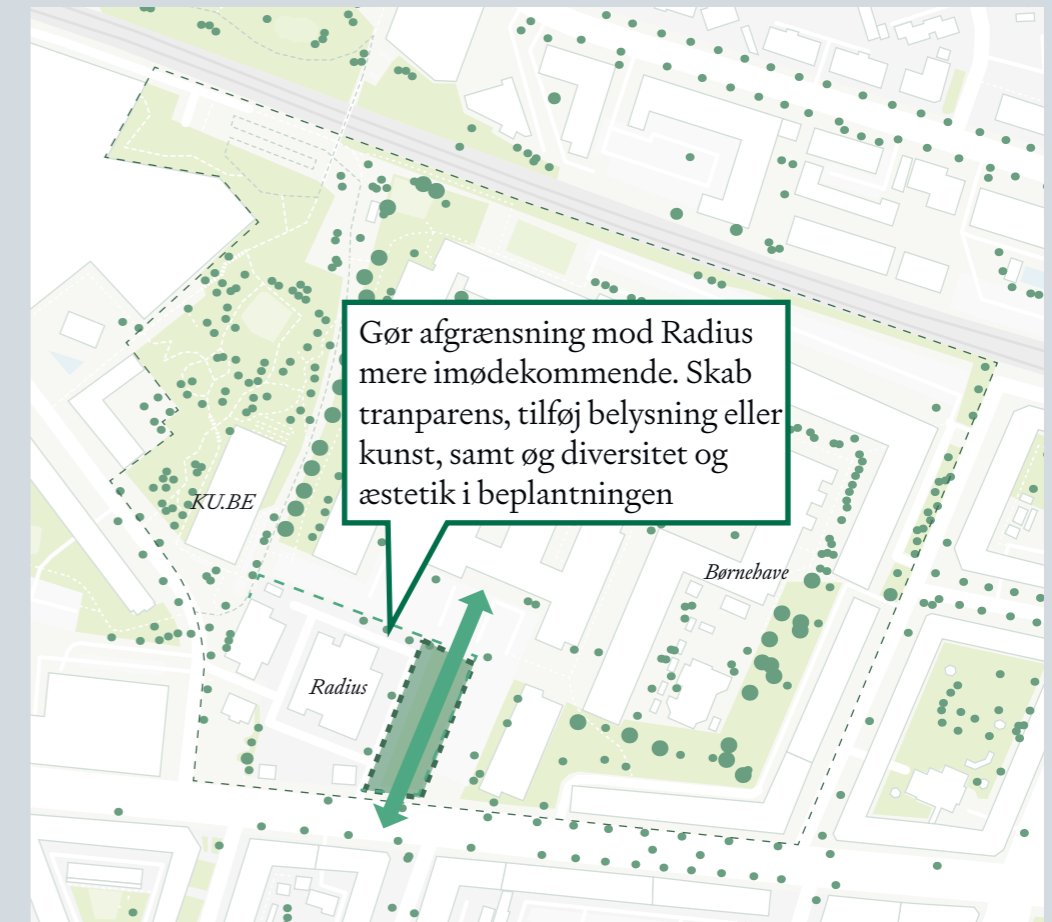 Gør afgrænsning mod Radius
mere imødekommende. Skab
tranparens, tilføj belysning eller
kunst, samt øg diversitet og
æstetik i beplantningen
KU.BE
Børnehave
Radius